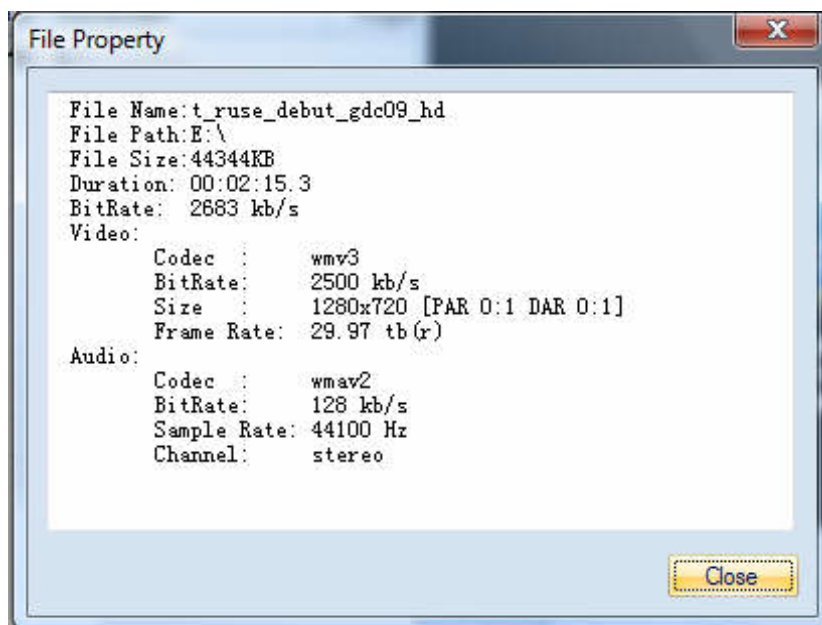 File Property
File Name:t_ruse_debut_gdc09_hd
File Path:E:\
File Size:44344KB
Duration: 00:02:15.3
BitRate: 2683 kb/s
Video:
Codec : wmv3
BitRate: 2500 kb/s
Size : 1280x720 [PAR 0:1 DAR 0:1]
Frame Rate: 29.97 tb(r)
Audio:
Codec : wmav2
BitRate: 128 kb/s
Sample Rate: 44100 Hz
Channel: stereo
Close